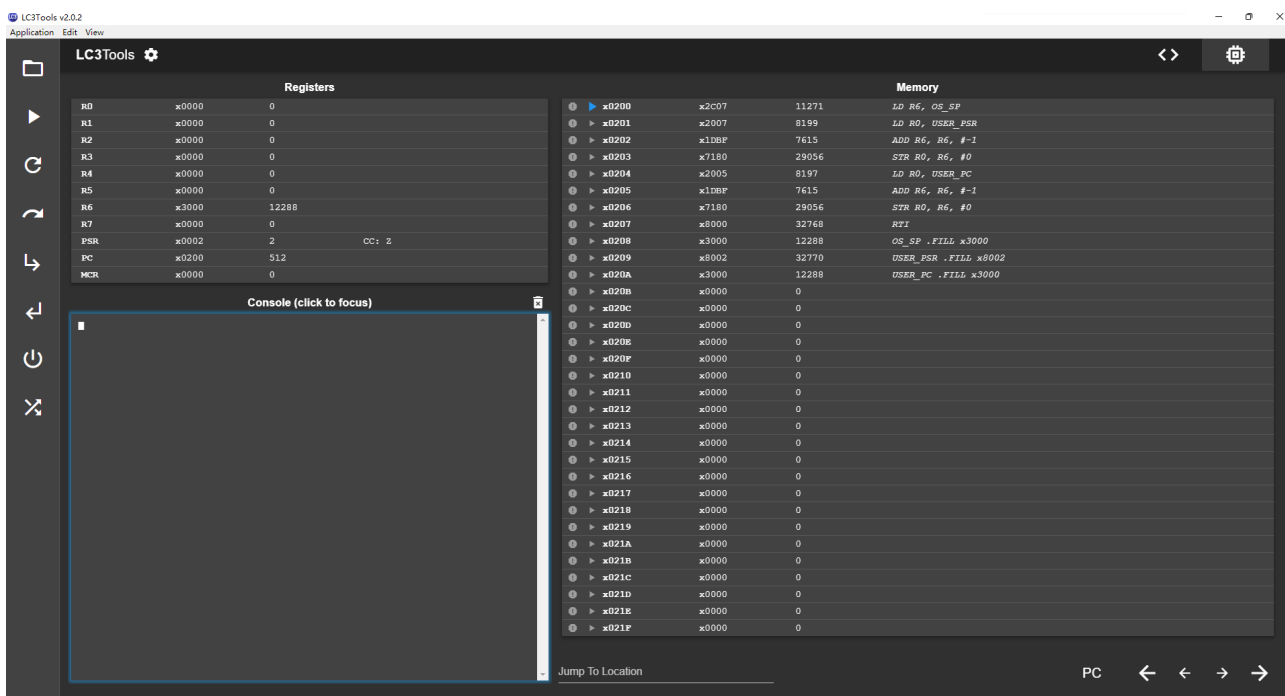 LC3Tools v2.0.2
Application Edit View
LC3Tools
Registers
R0 x0000 0
R1 x0000 0
R2 x0000 0
R3 x0000 0
R4 x0000 0
R5 x0000 0
R6 x3000 12288
R7 x0000 0
PSR x0002 2 CC: Z
PC x0200 512
MCR x0000 0
Console (click to focus)
Memory
x0200 x2C07 11271 LD R6, OS_SP
x0201 x2007 8199 LD R0, USER_PSR
x0202 x1DBF 7615 ADD R6, R6, #-1
x0203 x7180 29056 STR R0, R6, #0
x0204 x2005 8197 LD R0, USER_PC
x0205 x1DBF 7615 ADD R6, R6, #-1
x0206 x7180 29056 STR R0, R6, #0
x0207 x8000 32768 RTI
x0208 x3000 12288 OS_SP .FILL x3000
x0209 x8002 32770 USER_PSR .FILL x8002
x020A x3000 12288 USER_PC .FILL x3000
x020B x0000 0
x020C x0000 0
x020D x0000 0
x020E x0000 0
x020F x0000 0
x0210 x0000 0
x0211 x0000 0
x0212 x0000 0
x0213 x0000 0
x0214 x0000 0
x0215 x0000 0
x0216 x0000 0
x0217 x0000 0
x0218 x0000 0
x0219 x0000 0
x021A x0000 0
x021B x0000 0
x021C x0000 0
x021D x0000 0
x021E x0000 0
x021F x0000 0
Jump To Location
PC